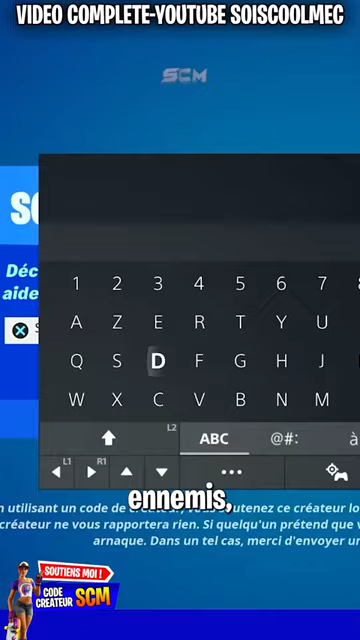 VIDEO COMPLETE-YOUTUBE SOISCOOLMEC
SCM
Déc
aide
1 2 3 4 5 6 7
A Z E R T Y U
Q S D F G H J
W X C V B N M
L2
ABC @#: à
L1 R1 ...
ennemis,
utilisant un code de créateur, vous soutenez ce créateur lo
créateur ne vous rapportera rien. Si quelqu'un prétend que v
arnaque. Dans un tel cas, merci d'envoyer un
SOUTIENS MOI !
CODE
CREATEUR SCM